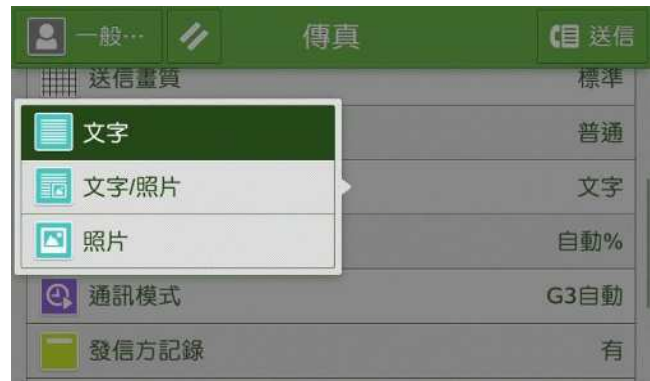 一般… 傳真 送信
送信畫質 標準
文字 普通
文字/照片 文字
照片 自動%
通訊模式 G3自動
發信方記錄 有